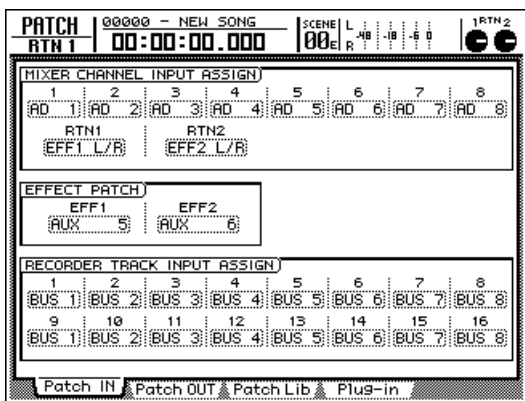 PATCH 00000 - NEW SONG SCENE L -48 -18 -6 0 1RTN2
RTN 1 00:00:00.000 00E R
MIXER CHANNEL INPUT ASSIGN
1 2 3 4 5 6 7 8
AD 1 AD 2 AD 3 AD 4 AD 5 AD 6 AD 7 AD 8
RTN1 RTN2
EFF1 L/R EFF2 L/R
EFFECT PATCH
EFF1 EFF2
AUX 5 AUX 6
RECORDER TRACK INPUT ASSIGN
1 2 3 4 5 6 7 8
BUS 1 BUS 2 BUS 3 BUS 4 BUS 5 BUS 6 BUS 7 BUS 8
9 10 11 12 13 14 15 16
BUS 1 BUS 2 BUS 3 BUS 4 BUS 5 BUS 6 BUS 7 BUS 8
Patch IN Patch OUT Patch Lib Plug-in